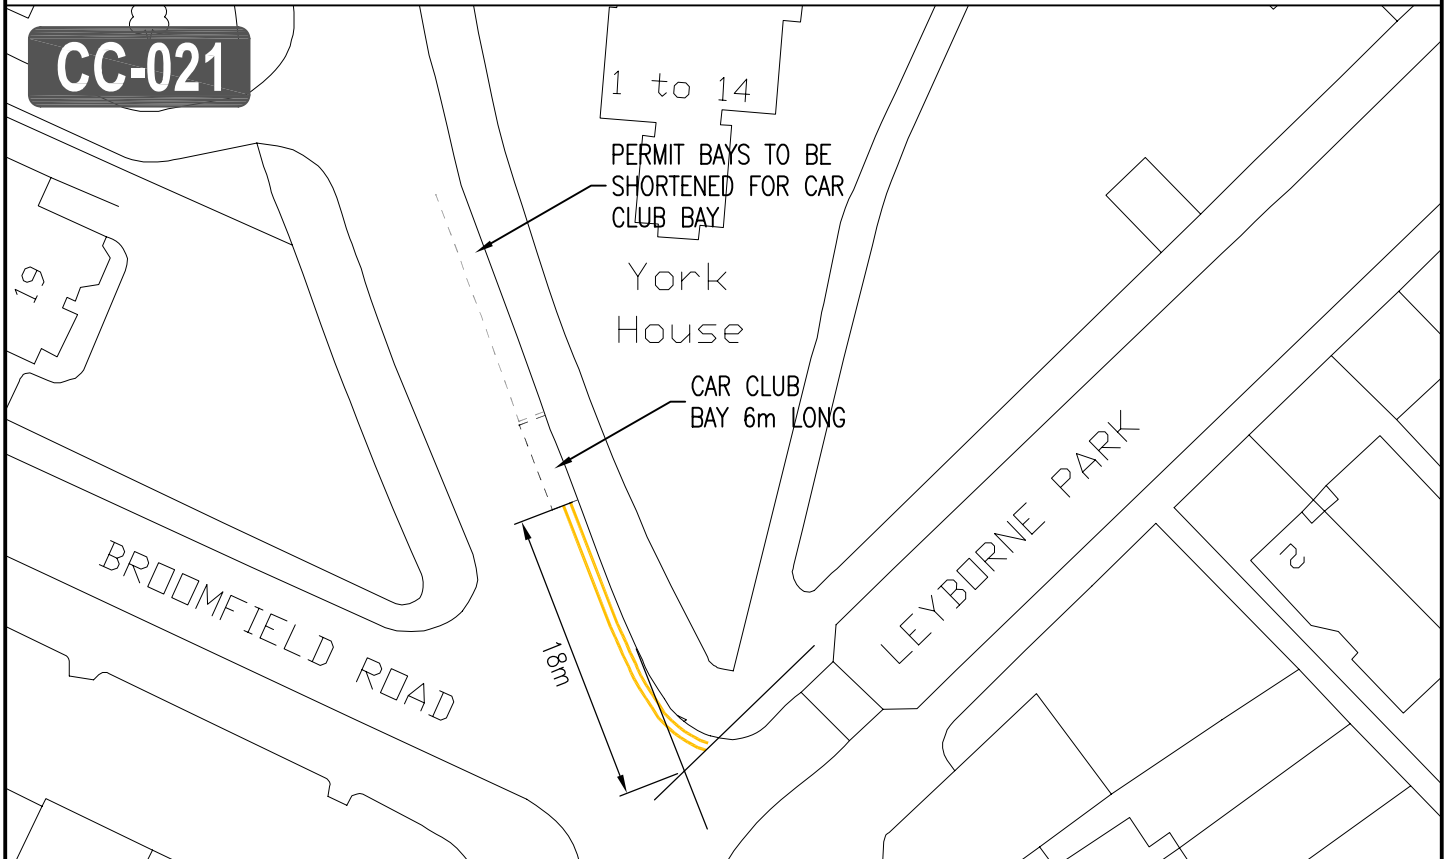 CC-021
1 to 14
PERMIT BAYS TO BE
SHORTENED FOR CAR
CLUB BAY
19
York
House
CAR CLUB
BAY 6m LONG
LEYBORNE PARK
2
BROOMFIELD ROAD
18m